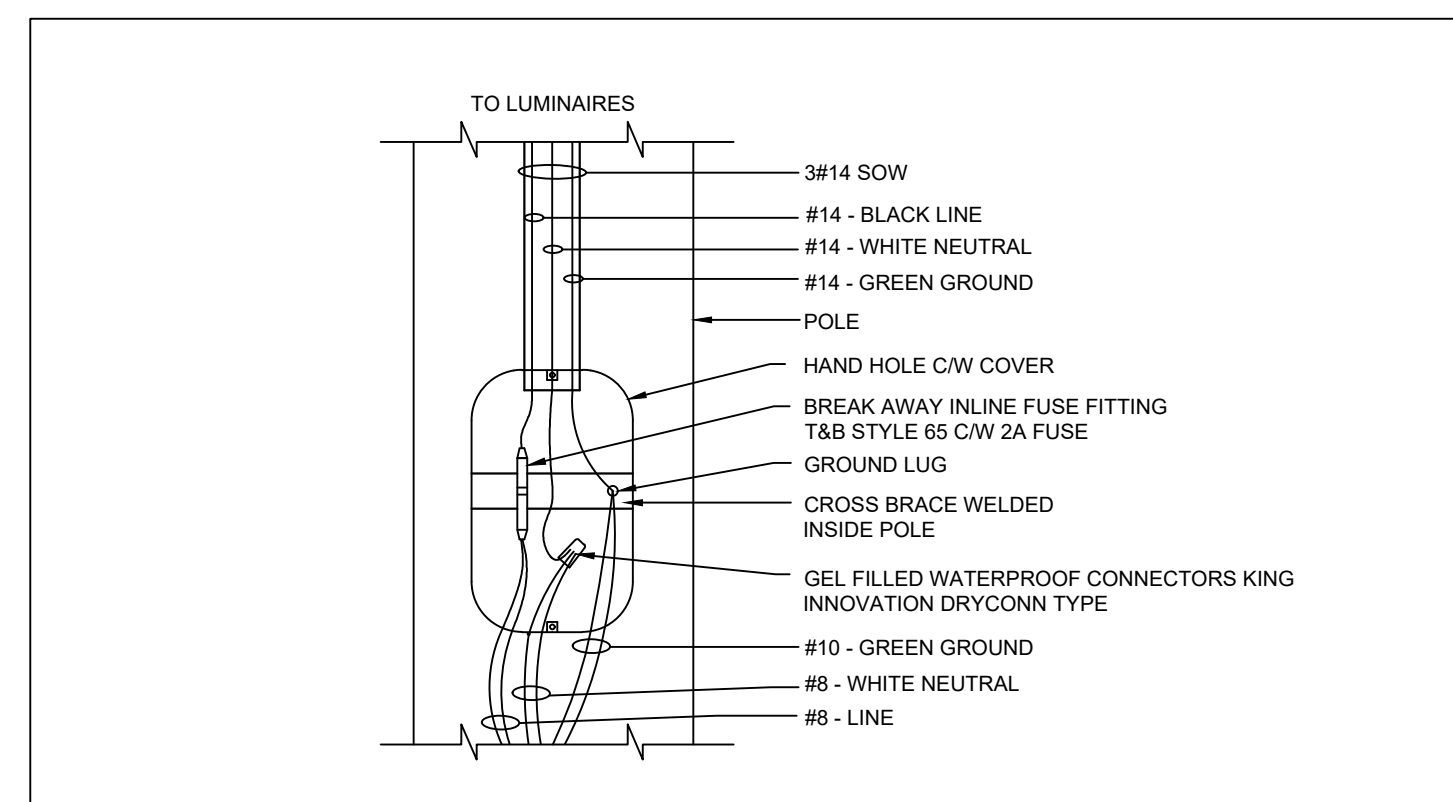 TO LUMINAIRES
3#14 SOW
#14 - BLACK LINE
#14 - WHITE NEUTRAL
#14 - GREEN GROUND
POLE
HAND HOLE C/W COVER
BREAK AWAY INLINE FUSE FITTING
T&B STYLE 65 C/W 2A FUSE
GROUND LUG
CROSS BRACE WELDED
INSIDE POLE
GEL FILLED WATERPROOF CONNECTORS KING
INNOVATION DRYCONN TYPE
#10 - GREEN GROUND
#8 - WHITE NEUTRAL
#8 - LINE